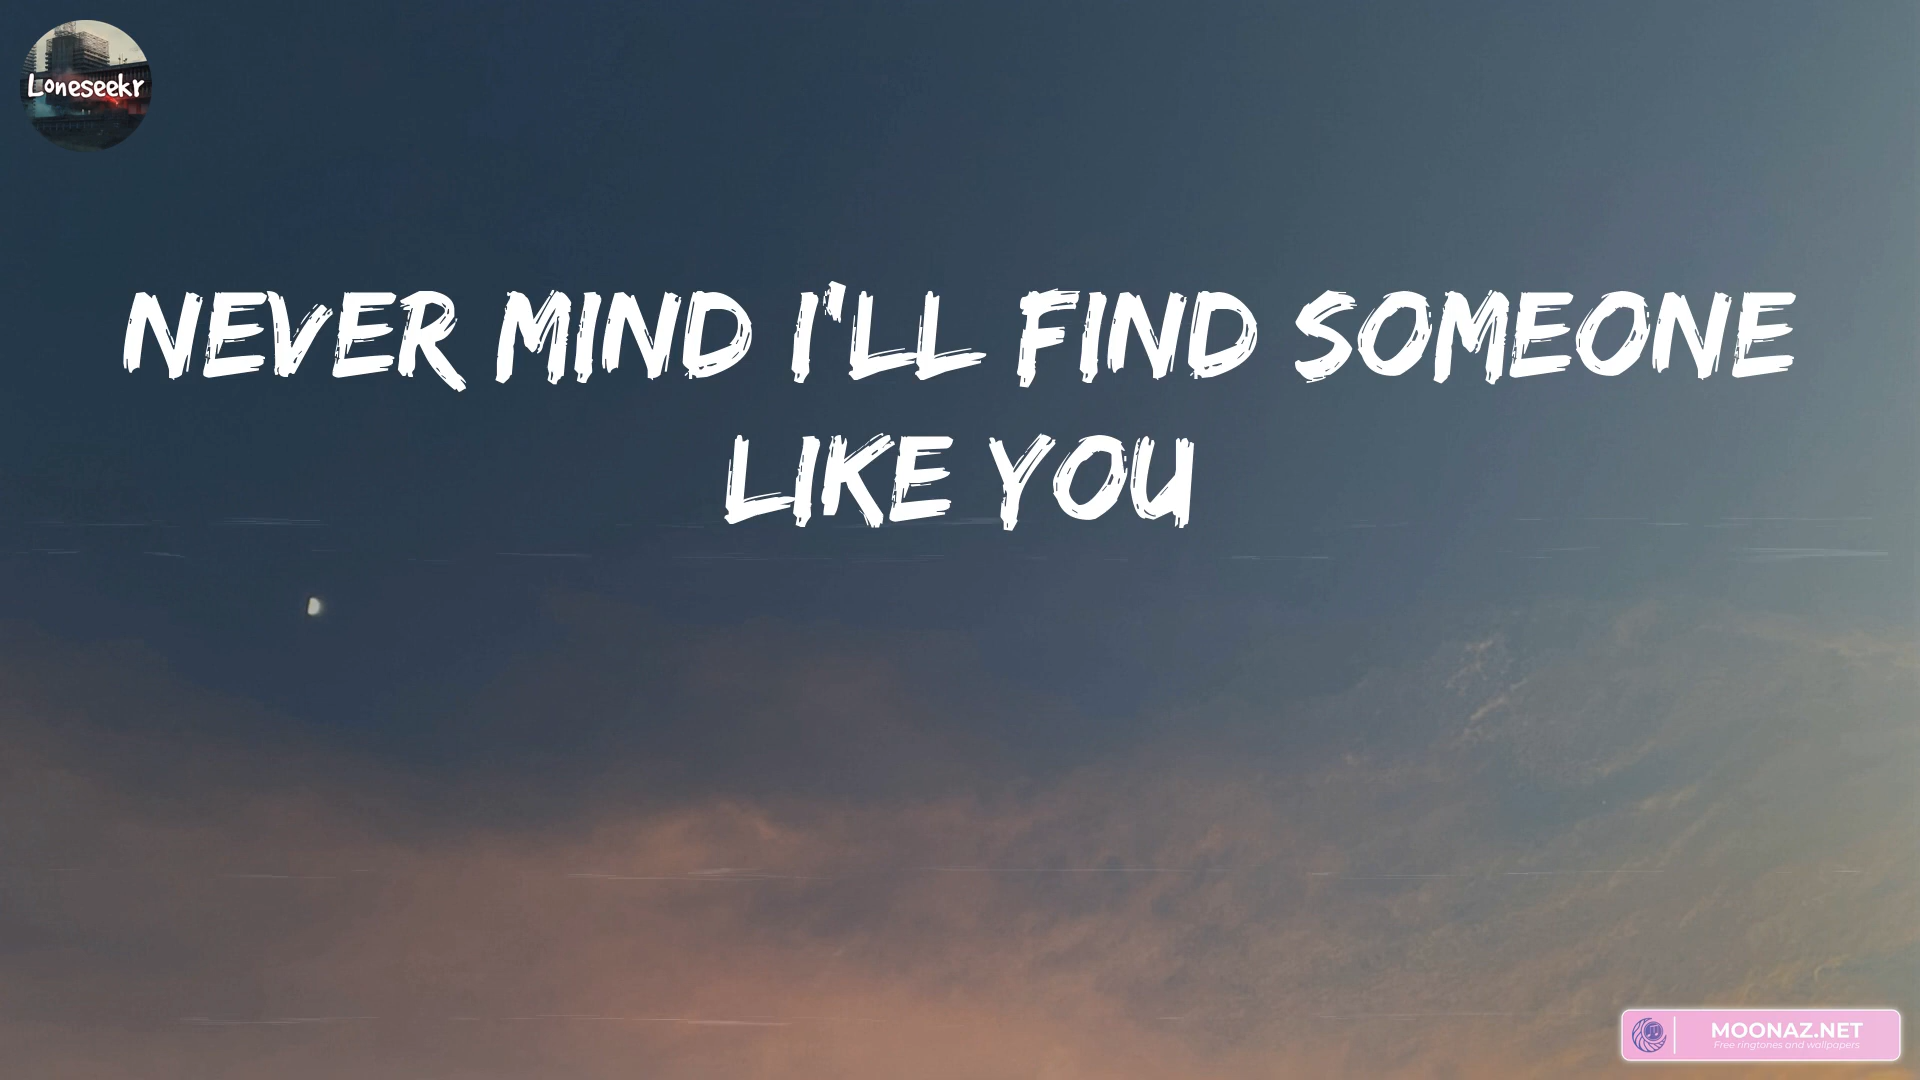 Loneseekr
NEVER MIND I'LL FIND SOMEONE
LIKE YOU
MOONAZ.NET
Free ringtones and wallpapers